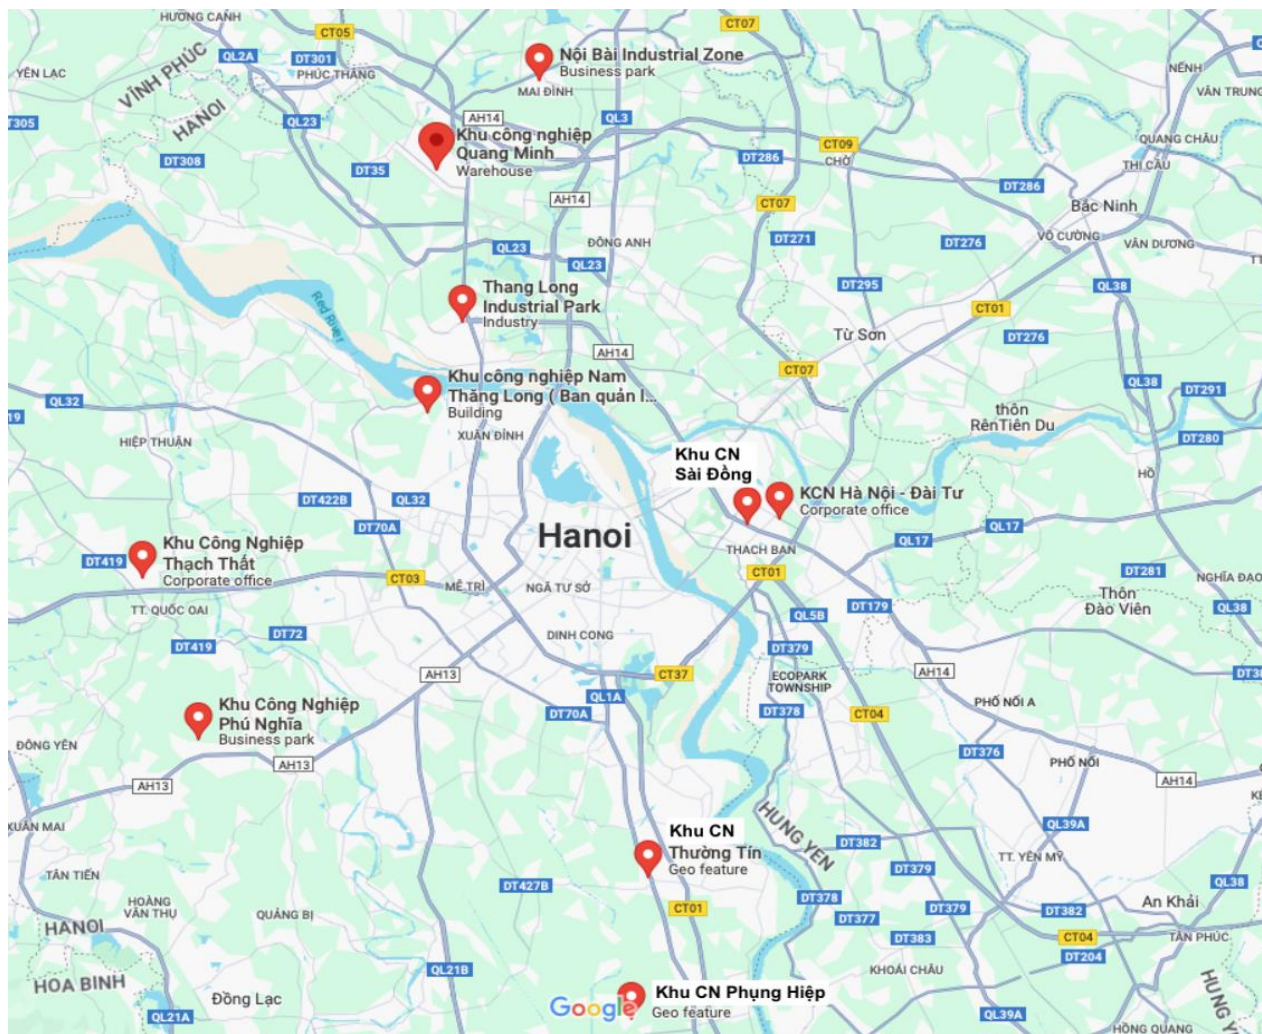 HƯƠNG CANH
CT05
CT07
QL2A
DT301
PHÚC THẮNG
YÊN LẠC
VĨNH PHÚC
HANOI
Nội Bài Industrial Zone
Business park
MAI ĐÌNH
NÊNH
VÂN TRUNG
QL23
AH14
QL3
Khu công nghiệp
Quang Minh
Warehouse
CT09
CHỜ
QUANG CHÂU
THỊ CẦU
DT308
DT35
DT286
DT286
AH14
CT07
Bắc Ninh
DT271
DT276
VÕ CƯỜNG
VÂN DƯƠNG
QL23
ĐÔNG ANH
QL23
DT295
QL38
Red River
Thang Long
Industrial Park
Industry
CT01
Từ Sơn
DT276
AH14
CT07
QL38
DT291
QL32
Khu công nghiệp Nam
Thăng Long ( Ban quản l...
Building
XUÂN ĐỈNH
HIỆP THUẬN
thôn
RênTiên Du
DT280
HỒ
Khu CN
Sài Đồng
KCN Hà Nội - Đài Tư
Corporate office
DT422B
QL32
DT70A
Hanoi
QL17
QL17
THẠCH BÀN
Khu Công Nghiệp
Thạch Thất
Corporate office
DT419
CT03
MỄ TRÌ
NGÃ TƯ SỞ
CT01
DT281
NGHĨA ĐẠO
TT. QUỐC OAI
Thôn
Đào Viên
QL38
QL5B
DT179
DT72
DT419
DINH CONG
DT379
AH13
CT37
AH14
ECOPARK
TOWNSHIP
QL1A
DT70A
DT378
CT04
PHỐ NỐI A
Khu Công Nghiệp
Phú Nghĩa
Business park
ĐÔNG YÊN
DT376
PHỐ NỐI
AH13
AH13
AH14
XUÂN MAI
HUNG YEN
QL39A
Khu CN
Thường Tín
Geo feature
DT382
TT. YÊN MỸ
TÂN TIẾN
DT427B
DT379
QL38
HOÀNG
VĂN THỤ
QUẢNG BỊ
CT01
DT378
DT377
DT379
DT382
An Khải
HANOI
DT383
CT04
TÂN PHÚC
HOA BINH
QL21B
KHOÁI CHÂU
DT204
Đồng Lạc
Google
Khu CN Phụng Hiệp
Geo feature
QL21A
QL39A
HỒNG QUANG